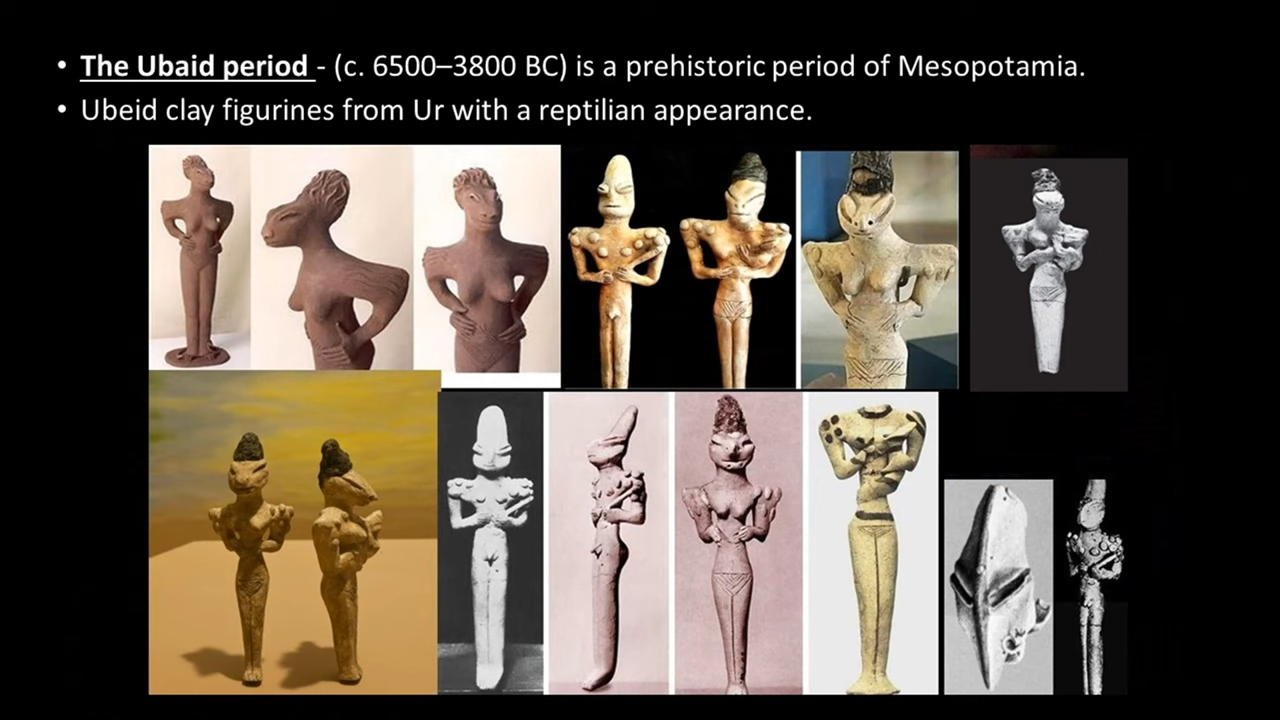 • The Ubaid period - (c. 6500–3800 BC) is a prehistoric period of Mesopotamia.
• Ubeid clay figurines from Ur with a reptilian appearance.